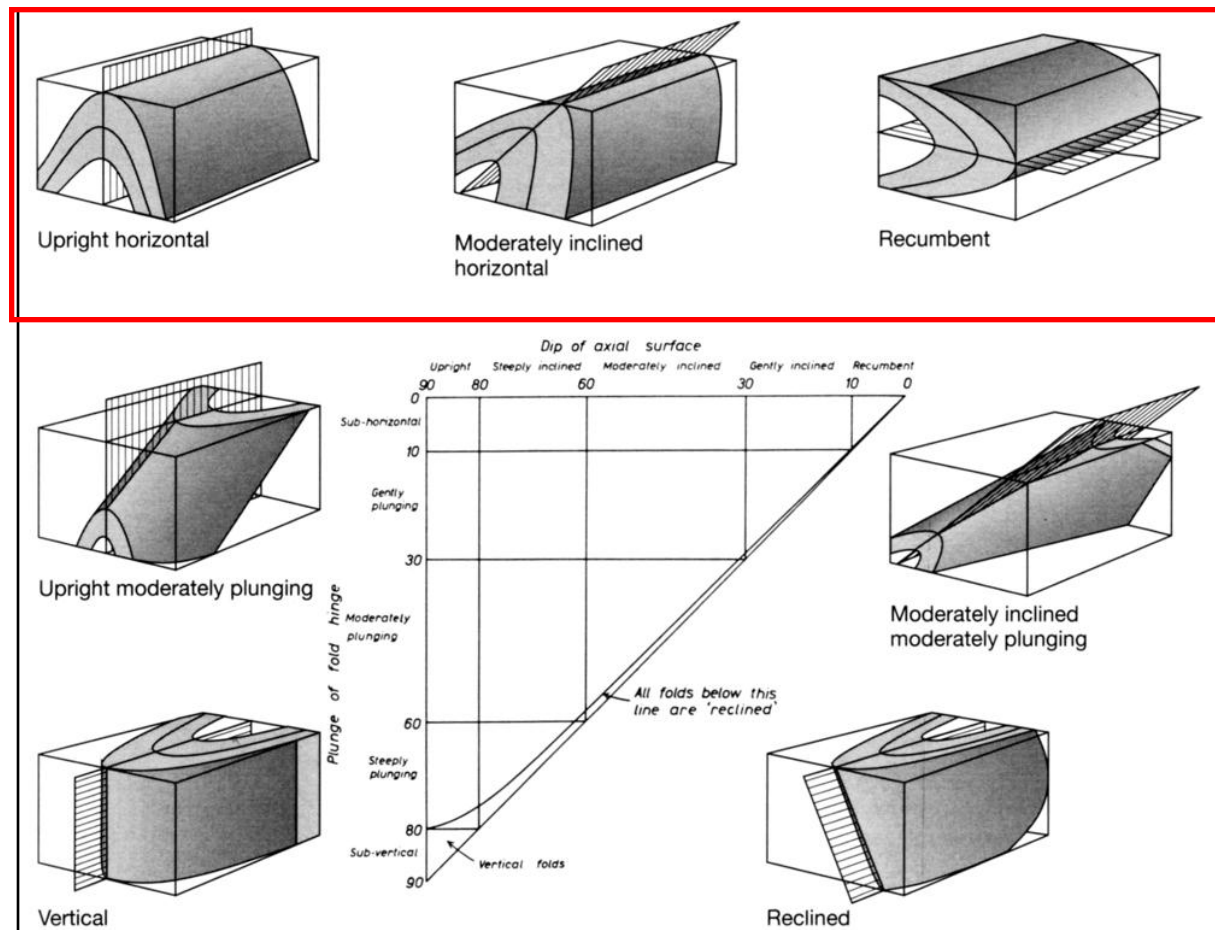 Upright horizontal
Moderately inclined
horizontal
Recumbent
Dip of axial surface
Upright Steeply inclined Moderately inclined Gently inclined Recumbent
90 80 60 30 10 0
0
Sub-horizontal
10
Gently
plunging
30
Moderately
plunging
60
Steeply
plunging
80
Sub-vertical
90
Plunge of fold hinge
All folds below this
line are 'reclined'
Vertical folds
Upright moderately plunging
Moderately inclined
moderately plunging
Vertical
Reclined